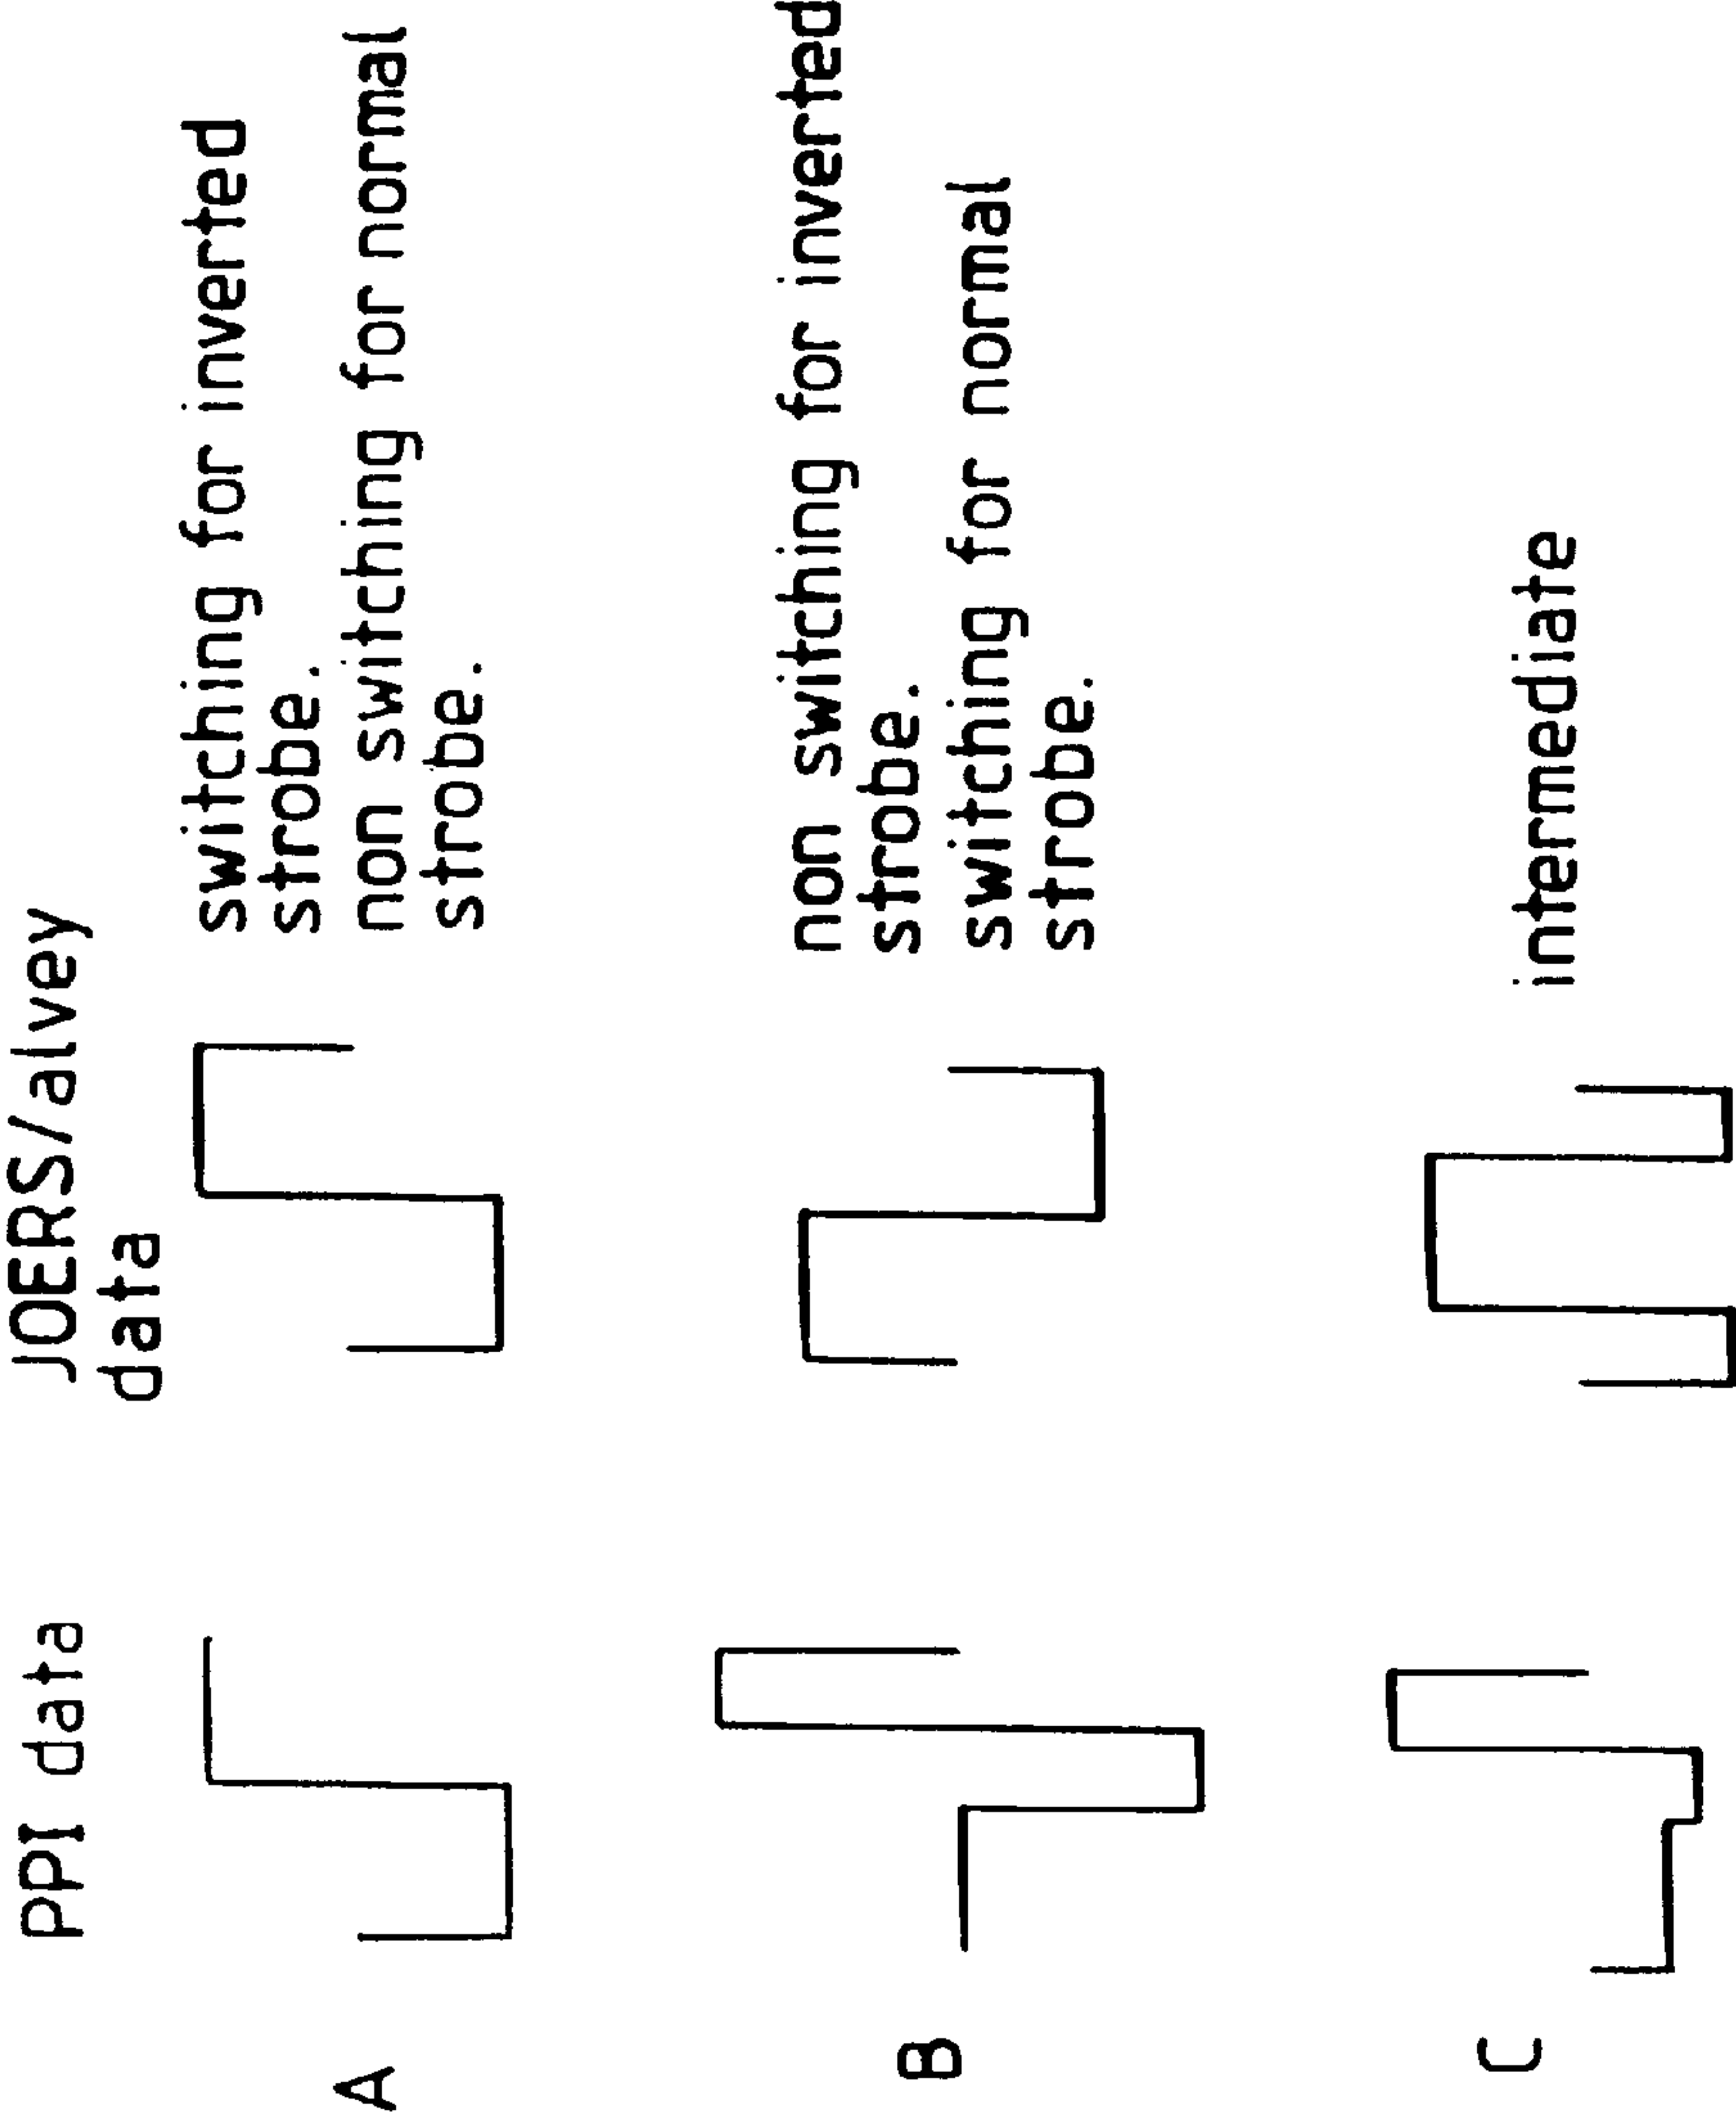 PPI data
JOERS/alvey
data
A
switching for inverted
strobe.
non switching for normal
strobe.
B
non switching for inverted
strobe.
switching for normal
strobe.
C
intermediate